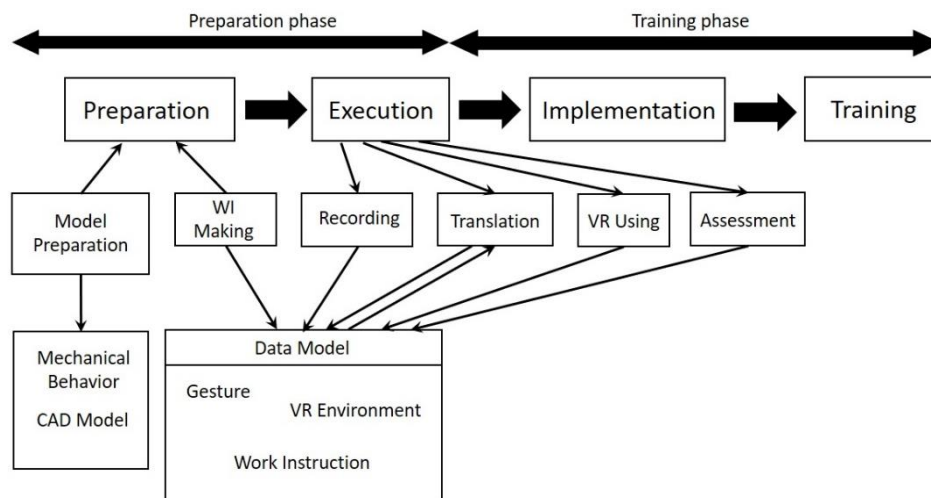 Preparation phase
Training phase
Preparation
Execution
Implementation
Training
Model
Preparation
WI
Making
Recording
Translation
VR Using
Assessment
Mechanical
Behavior
CAD Model
Data Model
Gesture
VR Environment
Work Instruction